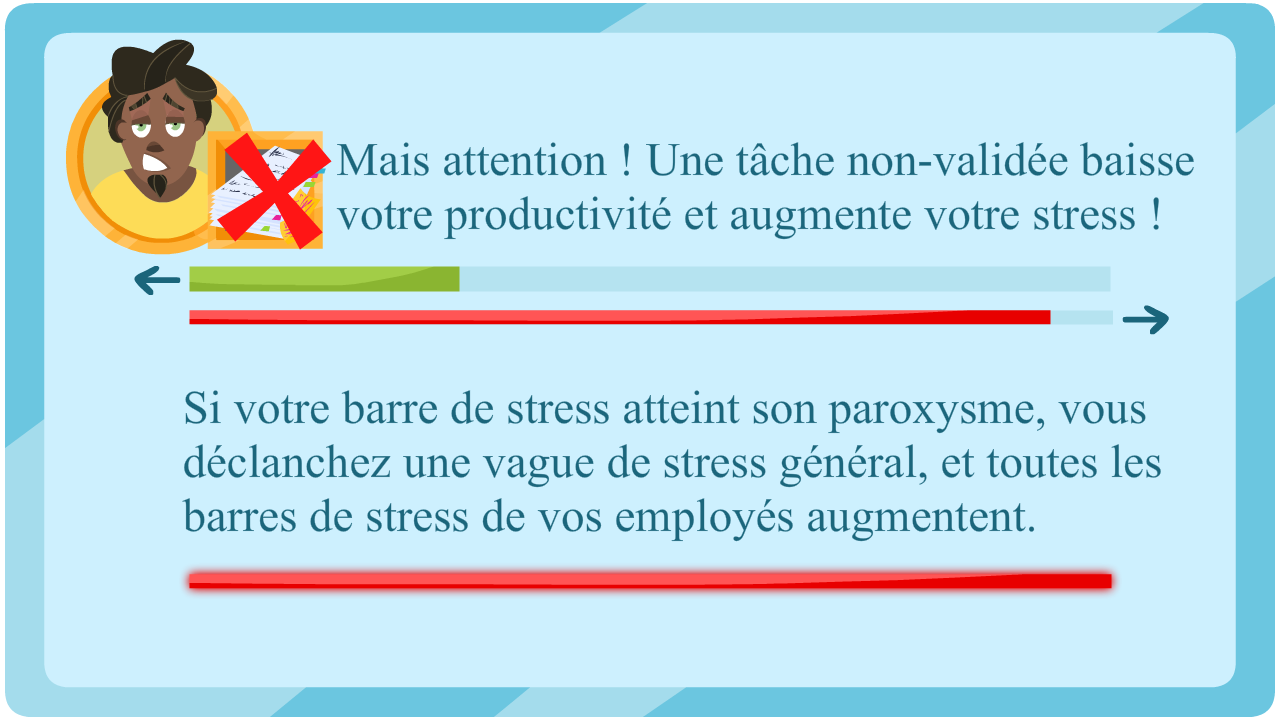 Mais attention ! Une tâche non-validée baisse
votre productivité et augmente votre stress !
Si votre barre de stress atteint son paroxysme, vous
déclanchez une vague de stress général, et toutes les
barres de stress de vos employés augmentent.